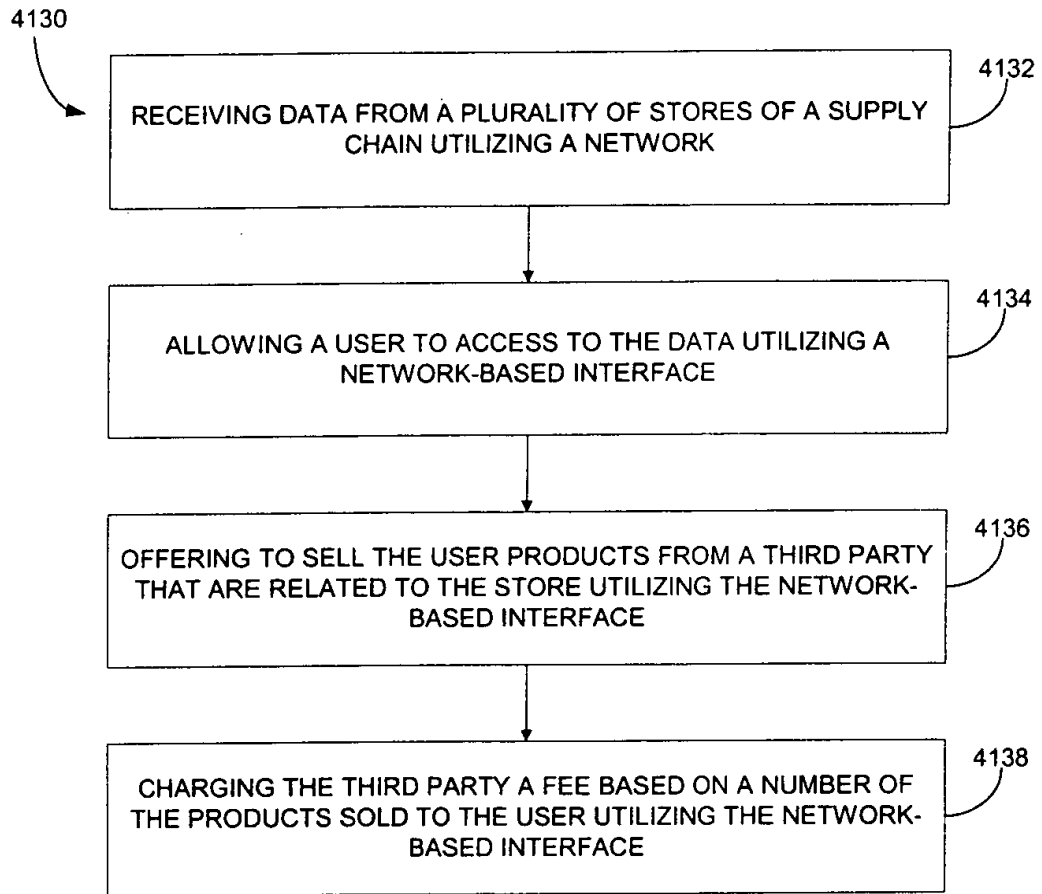 4130
4132
RECEIVING DATA FROM A PLURALITY OF STORES OF A SUPPLY
CHAIN UTILIZING A NETWORK
4134
ALLOWING A USER TO ACCESS TO THE DATA UTILIZING A
NETWORK-BASED INTERFACE
4136
OFFERING TO SELL THE USER PRODUCTS FROM A THIRD PARTY
THAT ARE RELATED TO THE STORE UTILIZING THE NETWORK-
BASED INTERFACE
4138
CHARGING THE THIRD PARTY A FEE BASED ON A NUMBER OF
THE PRODUCTS SOLD TO THE USER UTILIZING THE NETWORK-
BASED INTERFACE